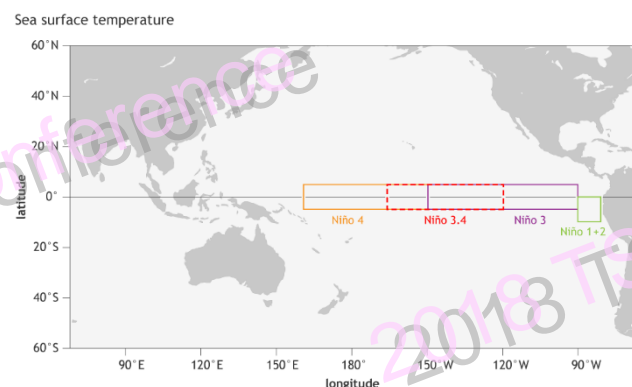 Sea surface temperature
60°N
40°N
20°N
0°
20°S
40°S
60°S
latitude
Niño 4
Niño 3.4
Niño 3
Niño 1+2
90°E
120°E
150°E
180°
150°W
120°W
90°W
longitude
onference
2018 TS